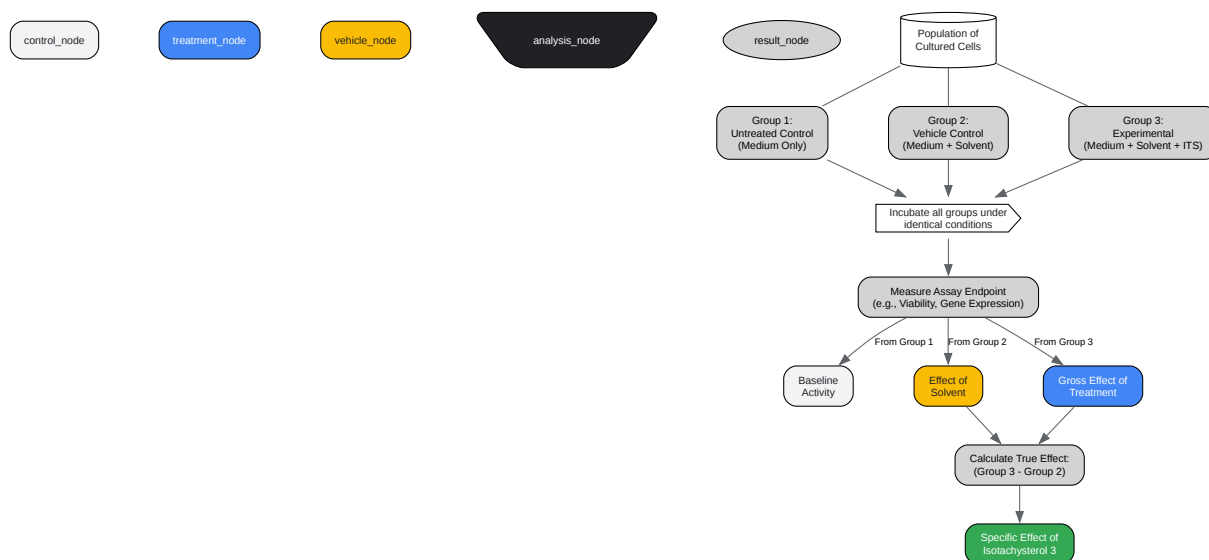 control_node
treatment_node
vehicle_node
analysis_node
result_node
Population of
Cultured Cells
Group 1:
Untreated Control
(Medium Only)
Group 2:
Vehicle Control
(Medium + Solvent)
Group 3:
Experimental
(Medium + Solvent + ITS)
Incubate all groups under
identical conditions
Measure Assay Endpoint
(e.g., Viability, Gene Expression)
From Group 1
From Group 2
From Group 3
Baseline
Activity
Effect of
Solvent
Gross Effect of
Treatment
Calculate True Effect:
(Group 3 - Group 2)
Specific Effect of
Isotachysterol 3